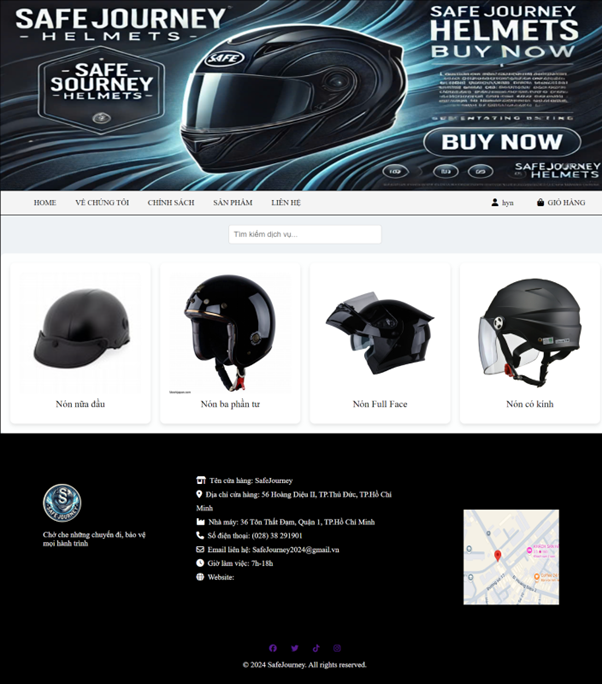 SAFE JOURNEY
- HELMETS -
- SAFE -
SOURNEY
-HELMETS-
SAFE
SAFE JOURNEY
HELMETS
BUY NOW
BUY NOW
SAFEJOURNEY
HELMETS
HOME VỀ CHÚNG TÔI CHÍNH SÁCH SẢN PHẨM LIÊN HỆ hya GIỎ HÀNG
Tìm kiếm dịch vụ...
Nón nữa đầu
Nón ba phần tư
Nón Full Face
Nón có kính
S
SAFE JOURNEY
Chở che những chuyến đi, bảo vệ
mọi hành trình
Tên cửa hàng: SafeJourney
Địa chỉ cửa hàng: 56 Hoàng Diệu II, TP.Thủ Đức, TP.Hồ Chí
Minh
Nhà máy: 36 Tôn Thất Đạm, Quận 1, TP.Hồ Chí Minh
Số điện thoại: (028) 38 291901
Email liên hệ: SafeJourney2024@gmail.vn
Giờ làm việc: 7h-18h
Website:
© 2024 SafeJourney. All rights reserved.